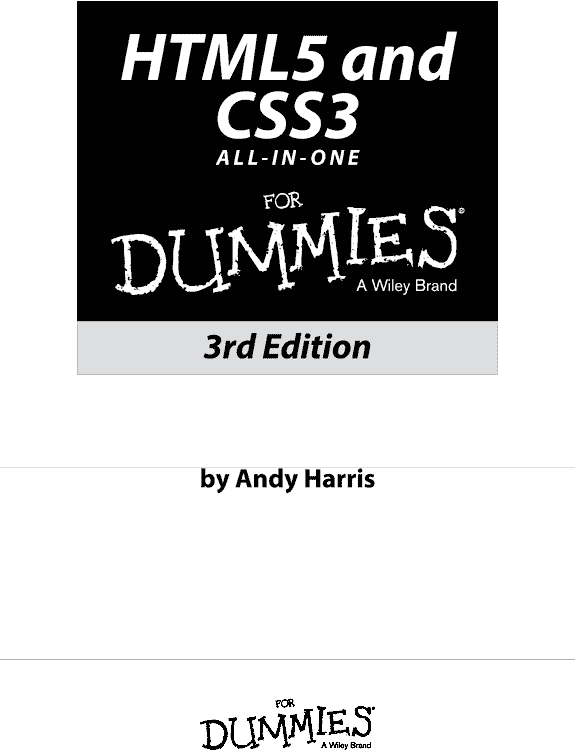 HTML5 and
CSS3
ALL-IN-ONE
FOR
DUMMIES®
A Wiley Brand
3rd Edition
by Andy Harris
FOR
DUMMIES®
A Wiley Brand